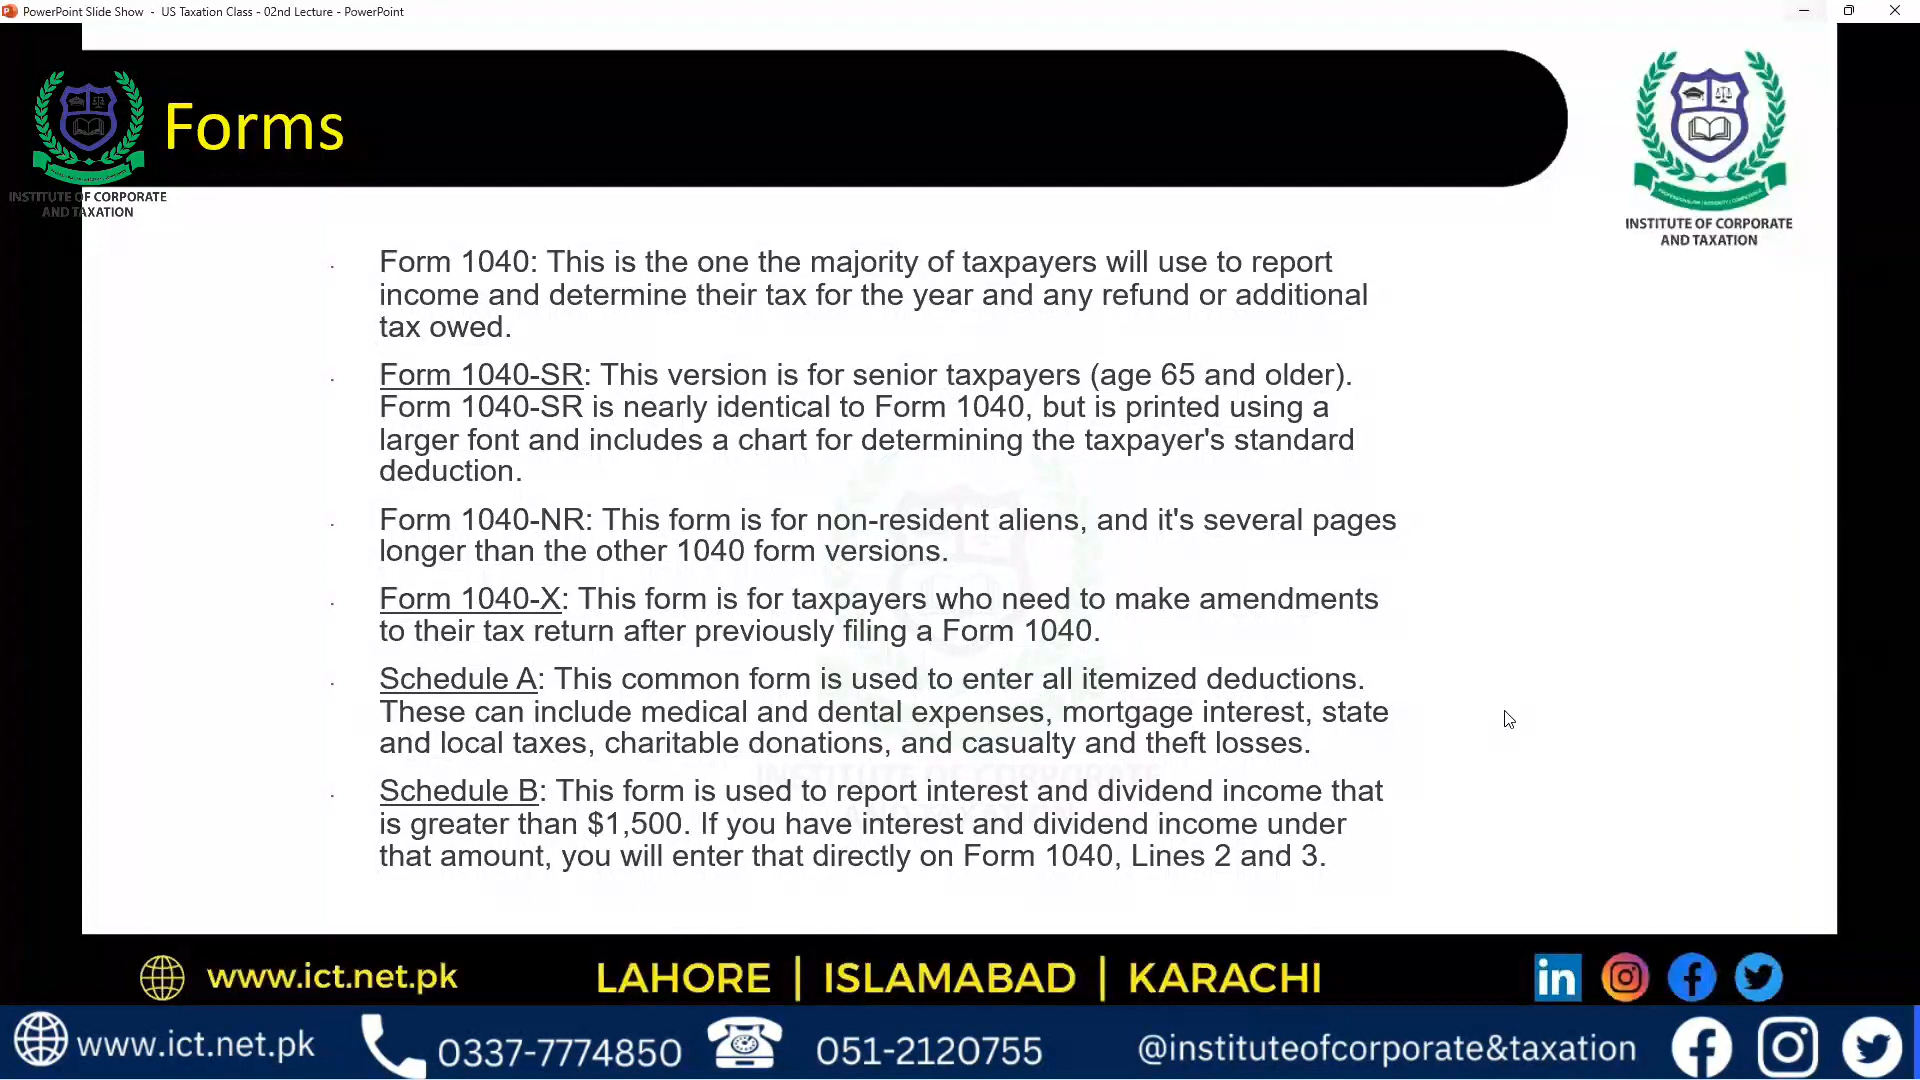 PowerPoint Slide Show - US Taxation Class - 02nd Lecture - PowerPoint
Forms
INSTITUTE OF CORPORATE
AND TAXATION
INSTITUTE OF CORPORATE
AND TAXATION
Form 1040: This is the one the majority of taxpayers will use to report
income and determine their tax for the year and any refund or additional
tax owed.
Form 1040-SR: This version is for senior taxpayers (age 65 and older).
Form 1040-SR is nearly identical to Form 1040, but is printed using a
larger font and includes a chart for determining the taxpayer's standard
deduction.
Form 1040-NR: This form is for non-resident aliens, and it's several pages
longer than the other 1040 form versions.
Form 1040-X: This form is for taxpayers who need to make amendments
to their tax return after previously filing a Form 1040.
Schedule A: This common form is used to enter all itemized deductions.
These can include medical and dental expenses, mortgage interest, state
and local taxes, charitable donations, and casualty and theft losses.
Schedule B: This form is used to report interest and dividend income that
is greater than $1,500. If you have interest and dividend income under
that amount, you will enter that directly on Form 1040, Lines 2 and 3.
INSTITUTE OF CORPORATE
AND TAXATION
www.ict.net.pk LAHORE | ISLAMABAD | KARACHI
www.ict.net.pk 0337-7774850 051-2120755 @instituteofcorporate&taxation